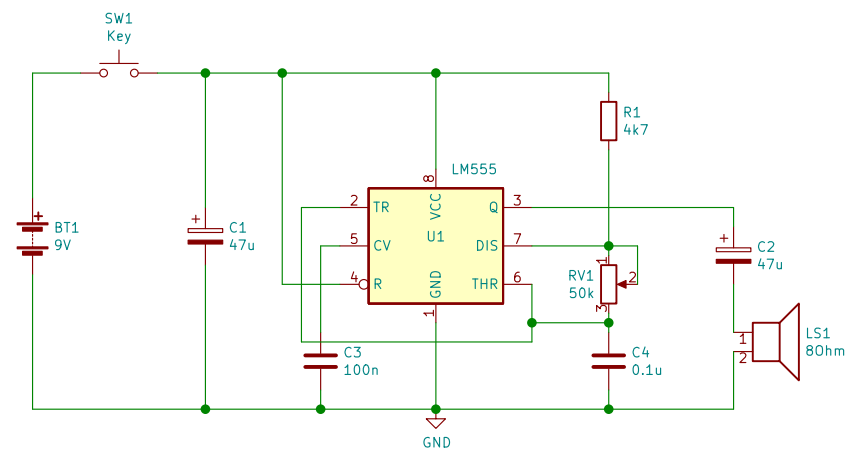 SW1
Key
R1
4k7
LM555
8
2
TR
VCC
Q
3
BT1
9V
+
C1
47u
+
5
CV
U1
DIS
7
+
C2
47u
4
R
GND
THR
6
RV1
50k
1
2
3
1
C3
100n
C4
0.1u
1
2
LS1
8Ohm
GND